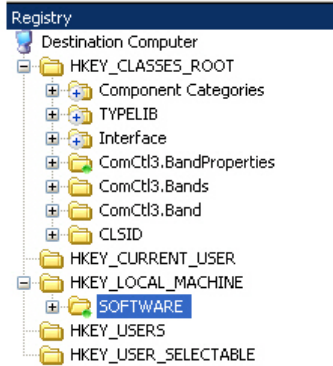 Registry
Destination Computer
HKEY_CLASSES_ROOT
Component Categories
TYPELIB
Interface
ComCtl3.BandProperties
ComCtl3.Bands
ComCtl3.Band
CLSID
HKEY_CURRENT_USER
HKEY_LOCAL_MACHINE
SOFTWARE
HKEY_USERS
HKEY_USER_SELECTABLE